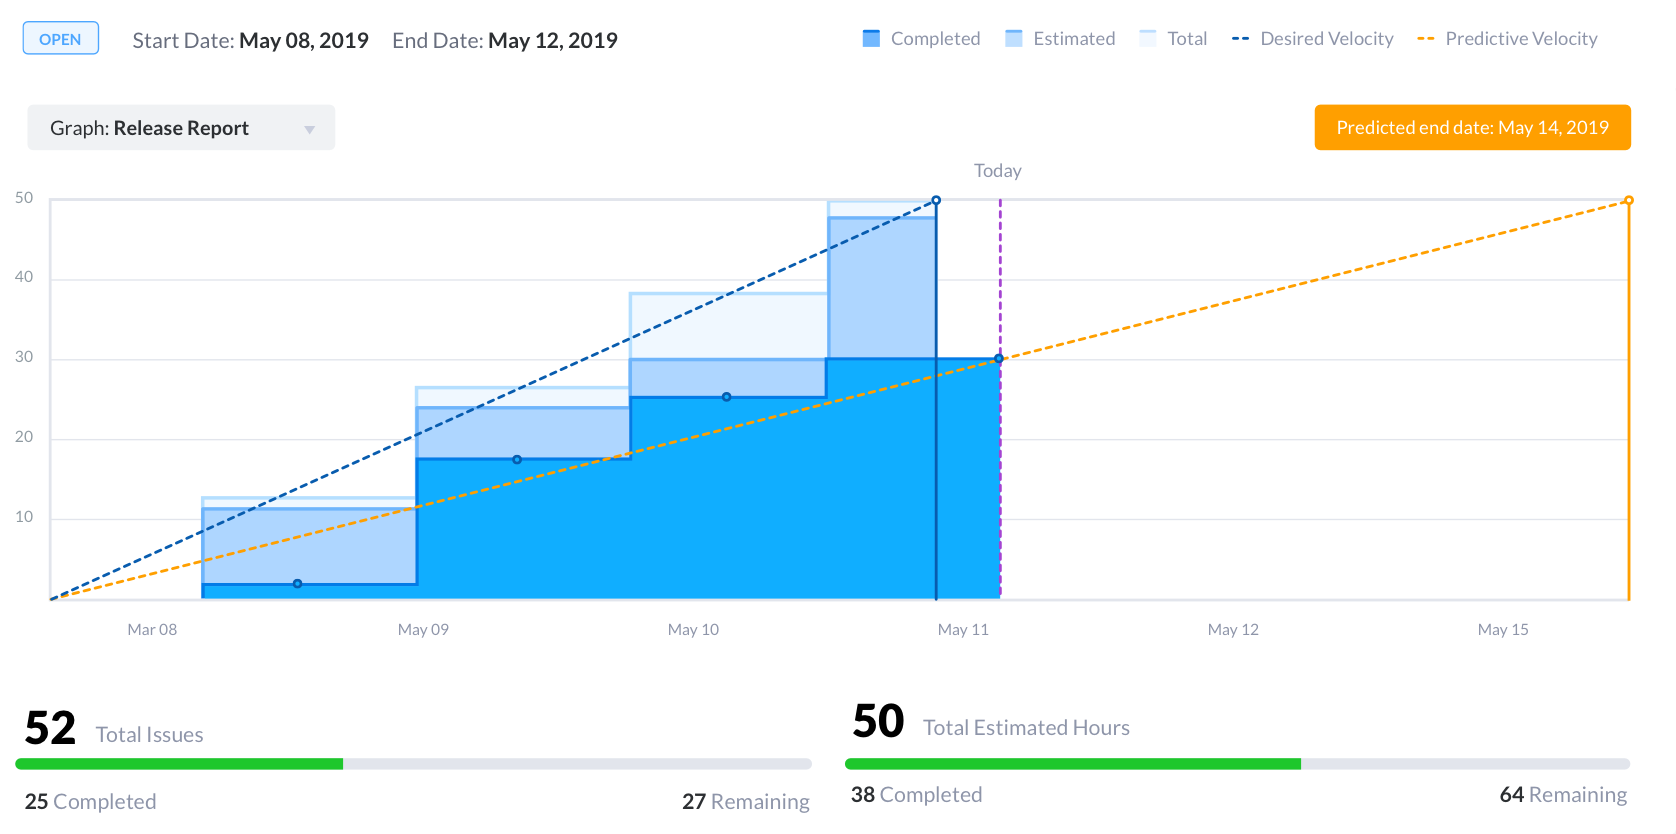 OPEN Start Date: May 08, 2019 End Date: May 12, 2019
Completed Estimated Total Desired Velocity Predictive Velocity
Graph: Release Report
Predicted end date: May 14, 2019
Today
50
40
30
20
10
Mar 08 May 09 May 10 May 11 May 12 May 15
52 Total Issues
25 Completed 27 Remaining
50 Total Estimated Hours
38 Completed 64 Remaining